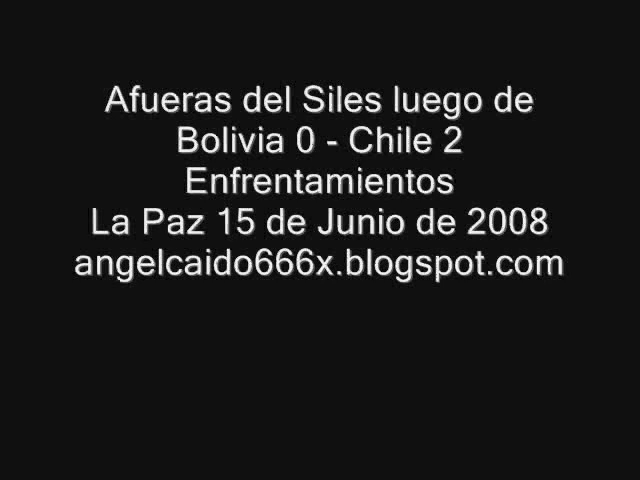 Afueras del Siles luego de
Bolivia 0 - Chile 2
Enfrentamientos
La Paz 15 de Junio de 2008
angelcaido666x.blogspot.com